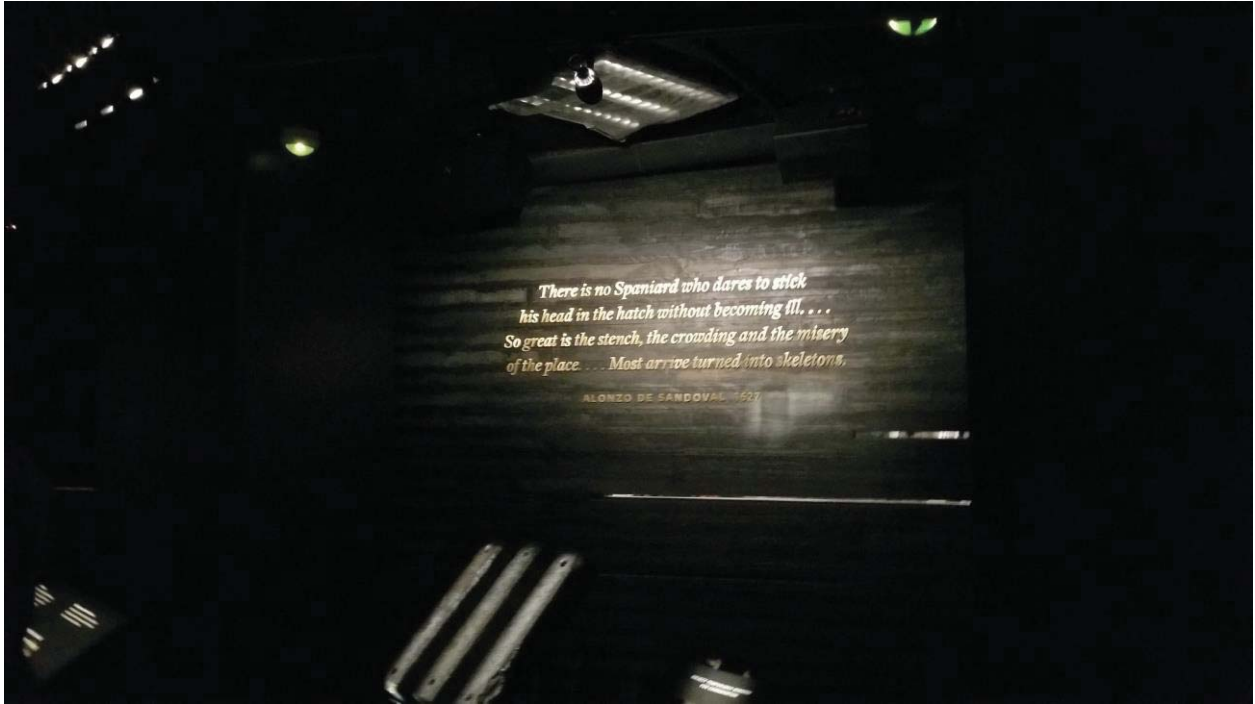 There is no Spaniard who dares to stick
his head in the hatch without becoming ill....
So great is the stench, the crowding and the misery
of the place.... Most arrive turned into skeletons.
ALONZO DE SANDOVAL, 1627